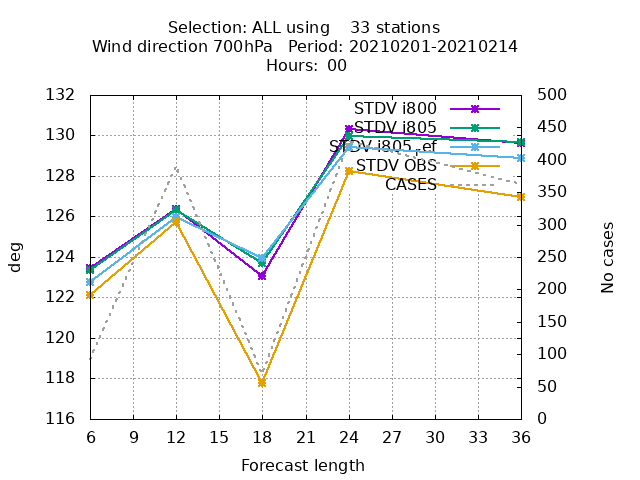 Selection: ALL using    33 stations
Wind direction 700hPa   Period: 20210201-20210214
Hours: 00
132
130
128
126
124
122
120
118
116
deg
500
450
400
350
300
250
200
150
100
50
0
No cases
STDV i800
STDV i805
STDV i805_ef
STDV OBS
CASES
6 9 12 15 18 21 24 27 30 33 36
Forecast length